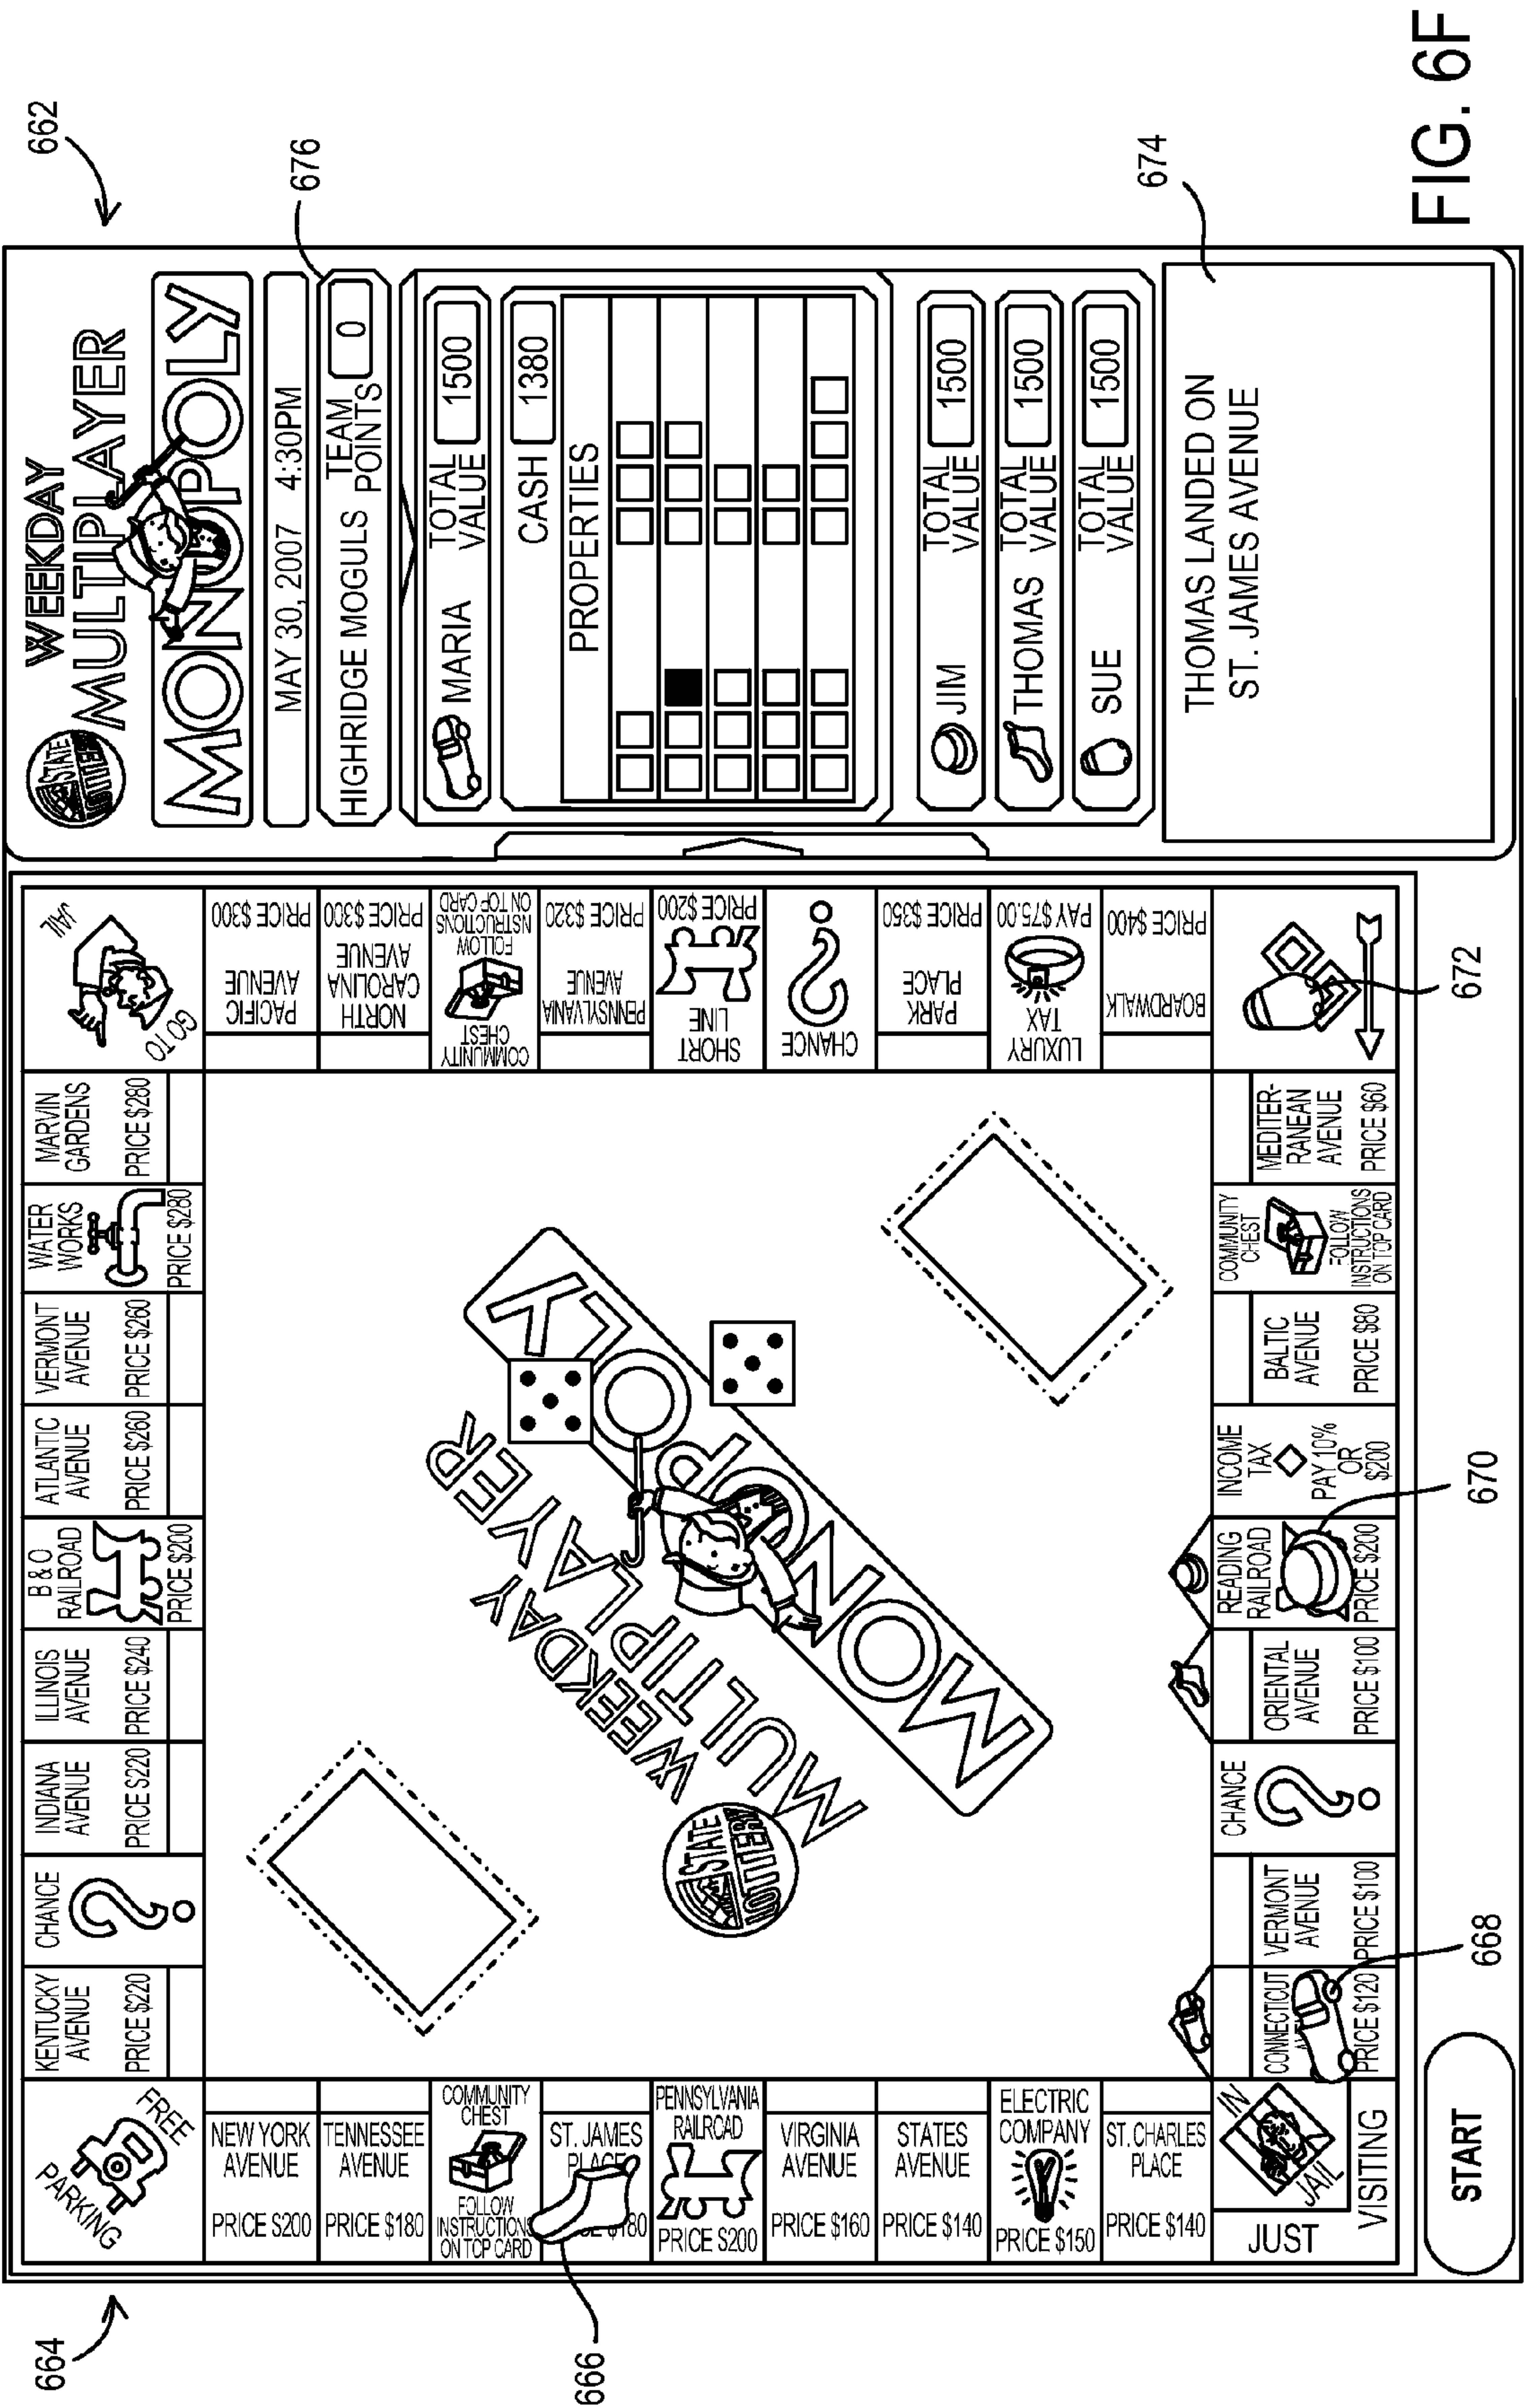 662
WEEKDAY
MULTIPLAYER
MONOPOLY
STATE
LOTTERY
MAY 30, 2007 4:30PM
676
HIGHRIDGE MOGULS
TEAM
POINTS
0
MARIA
TOTAL
VALUE
1500
CASH
1380
PROPERTIES
JIM
TOTAL
VALUE
1500
THOMAS
TOTAL
VALUE
1500
SUE
TOTAL
VALUE
1500
674
THOMAS LANDED ON
ST. JAMES AVENUE
FIG. 6F
664
FREE
PARKING
KENTUCKY
AVENUE
PRICE $220
CHANCE
INDIANA
AVENUE
PRICE $220
ILLINOIS
AVENUE
PRICE $240
B & O
RAILROAD
PRICE $200
ATLANTIC
AVENUE
PRICE $260
VERMONT
AVENUE
PRICE $260
WATER
WORKS
PRICE $280
MARVIN
GARDENS
PRICE $280
GO TO
JAIL
PACIFIC
AVENUE
PRICE $300
NORTH
CAROLINA
AVENUE
PRICE $300
COMMUNITY
CHEST
FOLLOW
INSTRUCTIONS
ON TOP CARD
PENNSYLVANIA
AVENUE
PRICE $320
SHORT
LINE
PRICE $200
CHANCE
PARK
PLACE
PRICE $350
LUXURY
TAX
PAY $75.00
BOARDWALK
PRICE $400
672
NEW YORK
AVENUE
PRICE $200
TENNESSEE
AVENUE
PRICE $180
COMMUNITY
CHEST
FOLLOW
INSTRUCTIONS
ON TOP CARD
ST. JAMES
PLACE
$180
666
PENNSYLVANIA
RAILROAD
PRICE $200
VIRGINIA
AVENUE
PRICE $160
STATES
AVENUE
PRICE $140
ELECTRIC
COMPANY
PRICE $150
ST. CHARLES
PLACE
PRICE $140
STATE
LOTTERY
WEEKDAY
MULTIPLAYER
MONOPOLY
IN
JAIL
JUST
VISITING
CONNECTICUT
PRICE $120
668
VERMONT
AVENUE
PRICE $100
CHANCE
ORIENTAL
AVENUE
PRICE $100
READING
RAILROAD
PRICE $200
670
INCOME
TAX
PAY 10%
OR
$200
BALTIC
AVENUE
PRICE $80
COMMUNITY
CHEST
FOLLOW
INSTRUCTIONS
ON TOP CARD
MEDITER-
RANEAN
AVENUE
PRICE $60
START